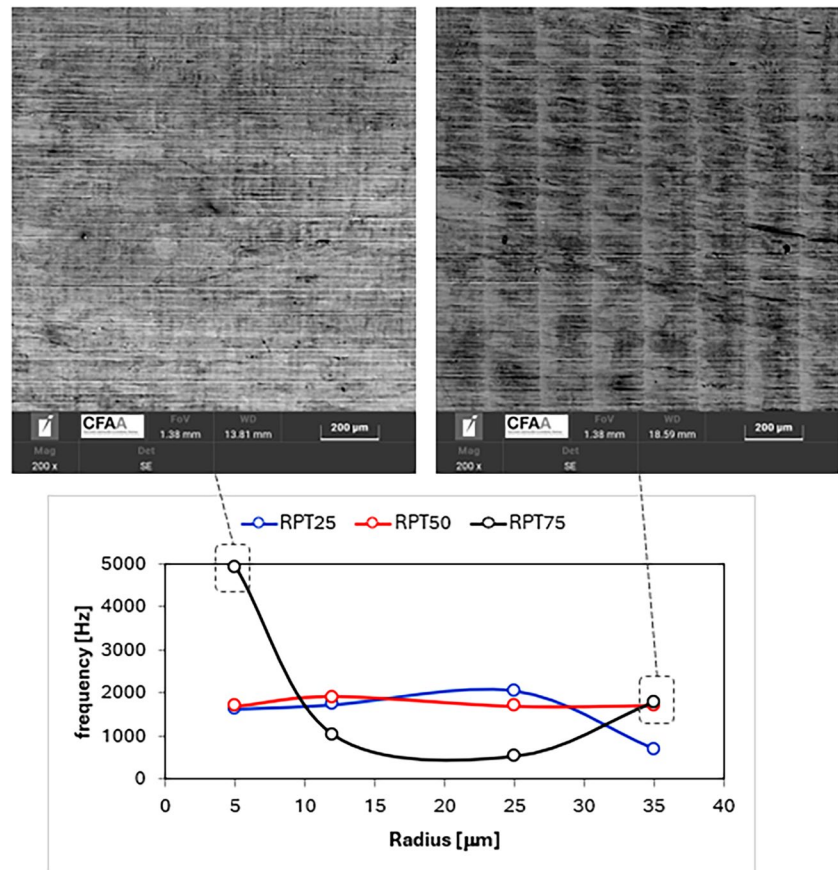 CFAA
FoV
1.38 mm
WD
13.81 mm
200 μm
Mag
200 x
Det
SE
CFAA
FoV
1.38 mm
WD
18.59 mm
200 μm
Mag
200 x
Det
SE
RPT25 RPT50 RPT75
5000
4000
3000
2000
1000
0
frequency [Hz]
0 5 10 15 20 25 30 35 40
Radius [μm]